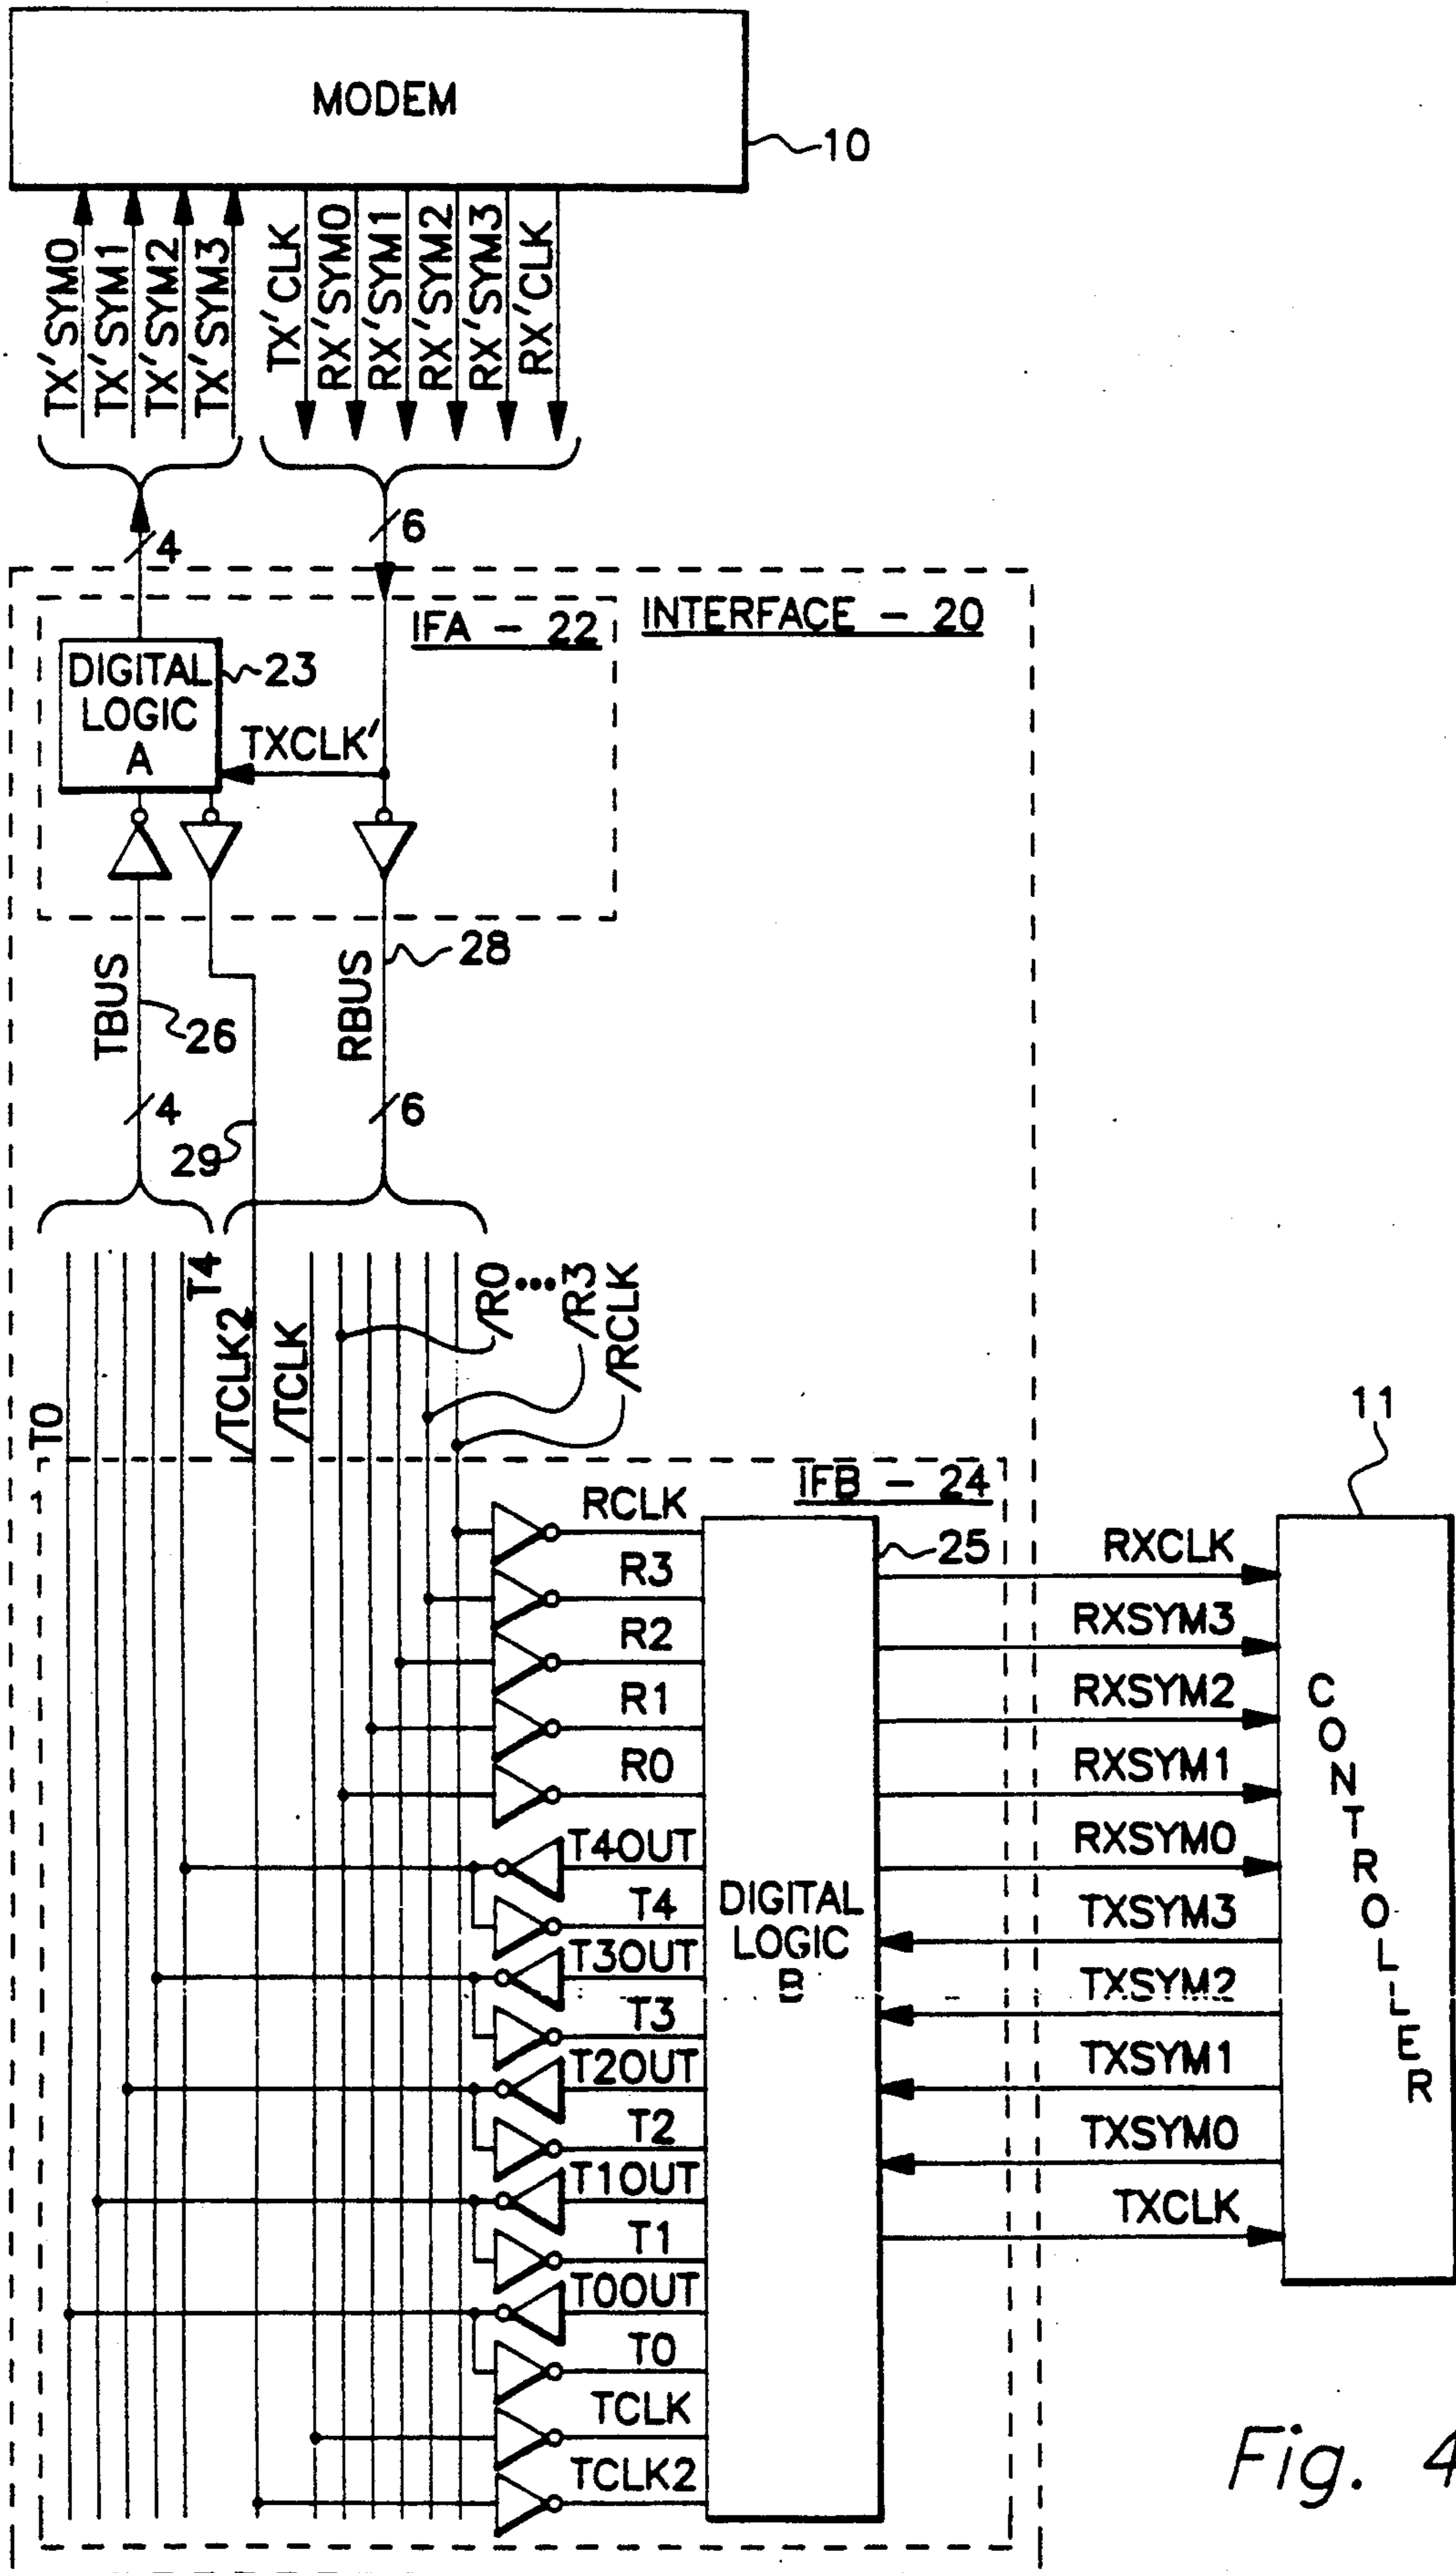 MODEM
10
TX'SYM0
TX'SYM1
TX'SYM2
TX'SYM3
TX'CLK
RX'SYM0
RX'SYM1
RX'SYM2
RX'SYM3
RX'CLK
4
6
INTERFACE - 20
IFA - 22
DIGITAL
LOGIC
A
23
TXCLK'
TBUS
26
RBUS
28
4
6
29
T0
T4
/TCLK2
/TCLK
/R0•••/R3
/RCLK
IFB - 24
11
RCLK
R3
R2
R1
R0
T4OUT
T4
T3OUT
T3
T2OUT
T2
T1OUT
T1
T0OUT
T0
TCLK
TCLK2
DIGITAL
LOGIC
B
25
RXCLK
RXSYM3
RXSYM2
RXSYM1
RXSYM0
TXSYM3
TXSYM2
TXSYM1
TXSYM0
TXCLK
CONTROLLER
Fig. 4